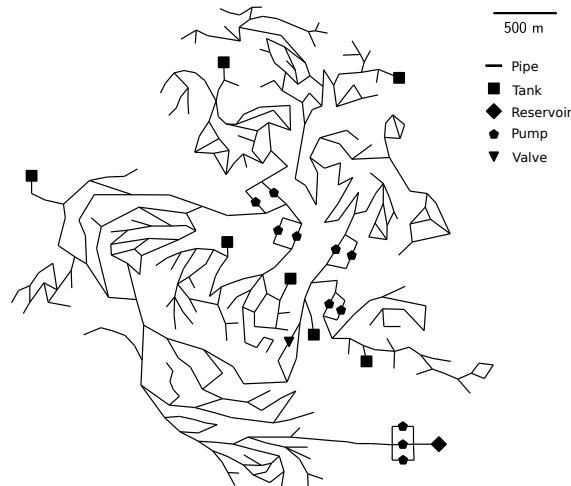 500 m
Pipe
Tank
Reservoir
Pump
Valve